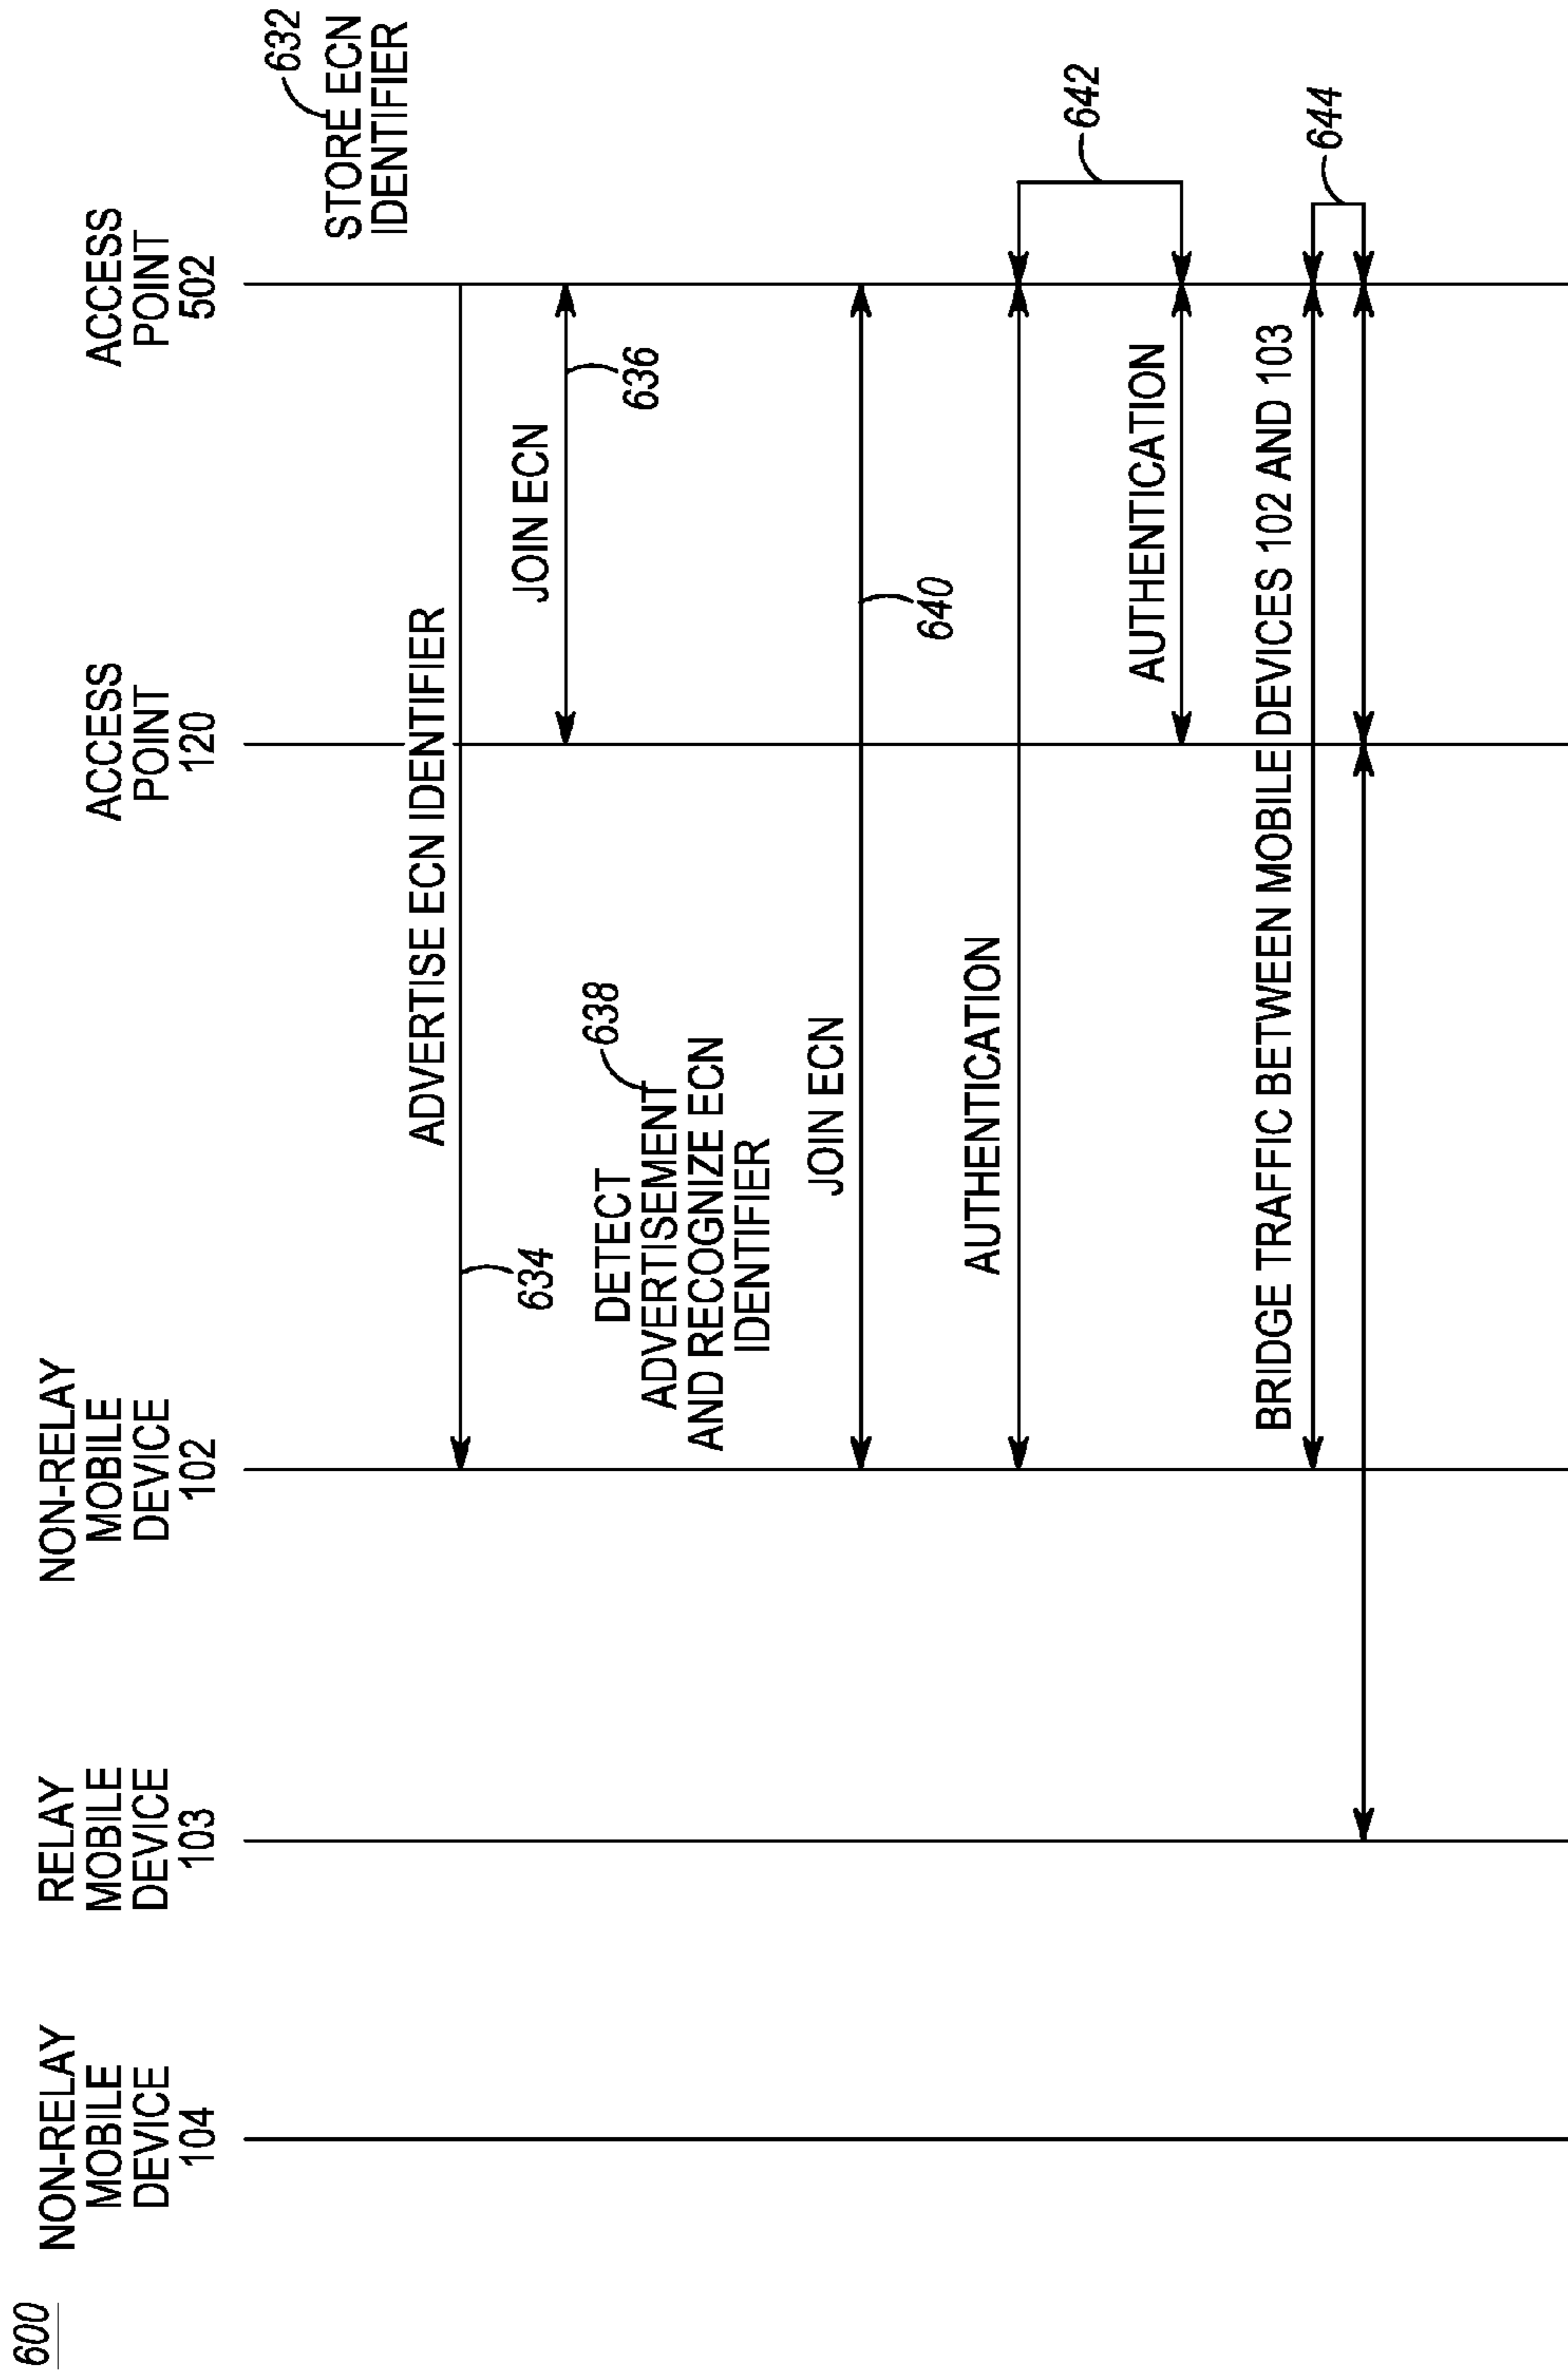 600
NON-RELAY
MOBILE
DEVICE
104
RELAY
MOBILE
DEVICE
103
NON-RELAY
MOBILE
DEVICE
102
ACCESS
POINT
120
ACCESS
POINT
502
632
STORE ECN
IDENTIFIER
ADVERTISE ECN IDENTIFIER
634
JOIN ECN
636
DETECT
638
ADVERTISEMENT
AND RECOGNIZE ECN
IDENTIFIER
JOIN ECN
640
AUTHENTICATION
642
AUTHENTICATION
BRIDGE TRAFFIC BETWEEN MOBILE DEVICES 102 AND 103
644